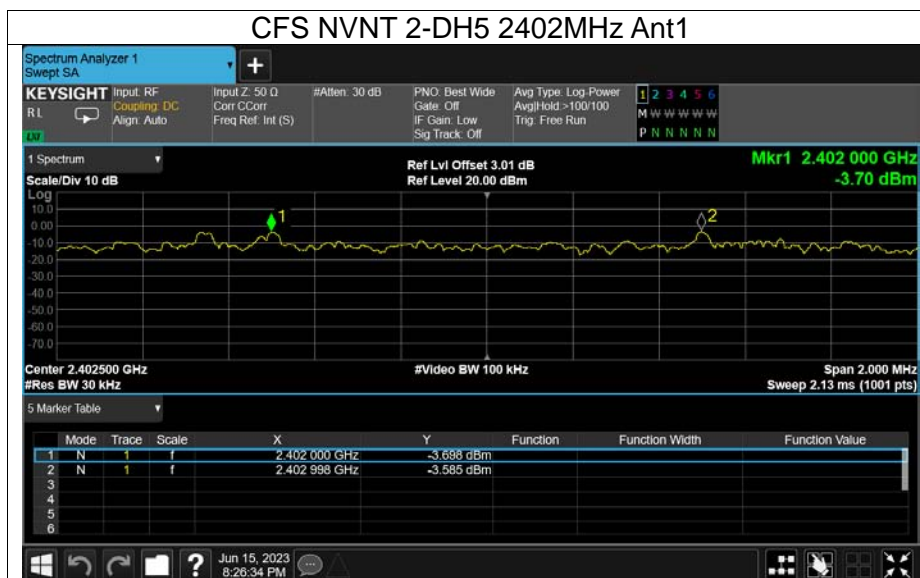 CFS NVNT 2-DH5 2402MHz Ant1
Spectrum Analyzer 1
Swept SA
KEYSIGHT
R L
LXI
Input: RF
Coupling: DC
Align: Auto
Input Z: 50 Ω
Corr CCorr
Freq Ref: Int (S)
#Atten: 30 dB
PNO: Best Wide
Gate: Off
IF Gain: Low
Sig Track: Off
Avg Type: Log-Power
Avg|Hold:>100/100
Trig: Free Run
1 2 3 4 5 6
M W W W W W
P N N N N N
1 Spectrum
Scale/Div 10 dB
Ref Lvl Offset 3.01 dB
Ref Level 20.00 dBm
Mkr1 2.402 000 GHz
-3.70 dBm
Log
10.0
0.00
-10.0
-20.0
-30.0
-40.0
-50.0
-60.0
-70.0
1
2
Center 2.402500 GHz
#Res BW 30 kHz
#Video BW 100 kHz
Span 2.000 MHz
Sweep 2.13 ms (1001 pts)
5 Marker Table
Mode Trace Scale X Y Function Function Width Function Value
1 N 1 f 2.402 000 GHz -3.698 dBm
2 N 1 f 2.402 998 GHz -3.585 dBm
3
4
5
6
?
Jun 15, 2023
8:26:34 PM